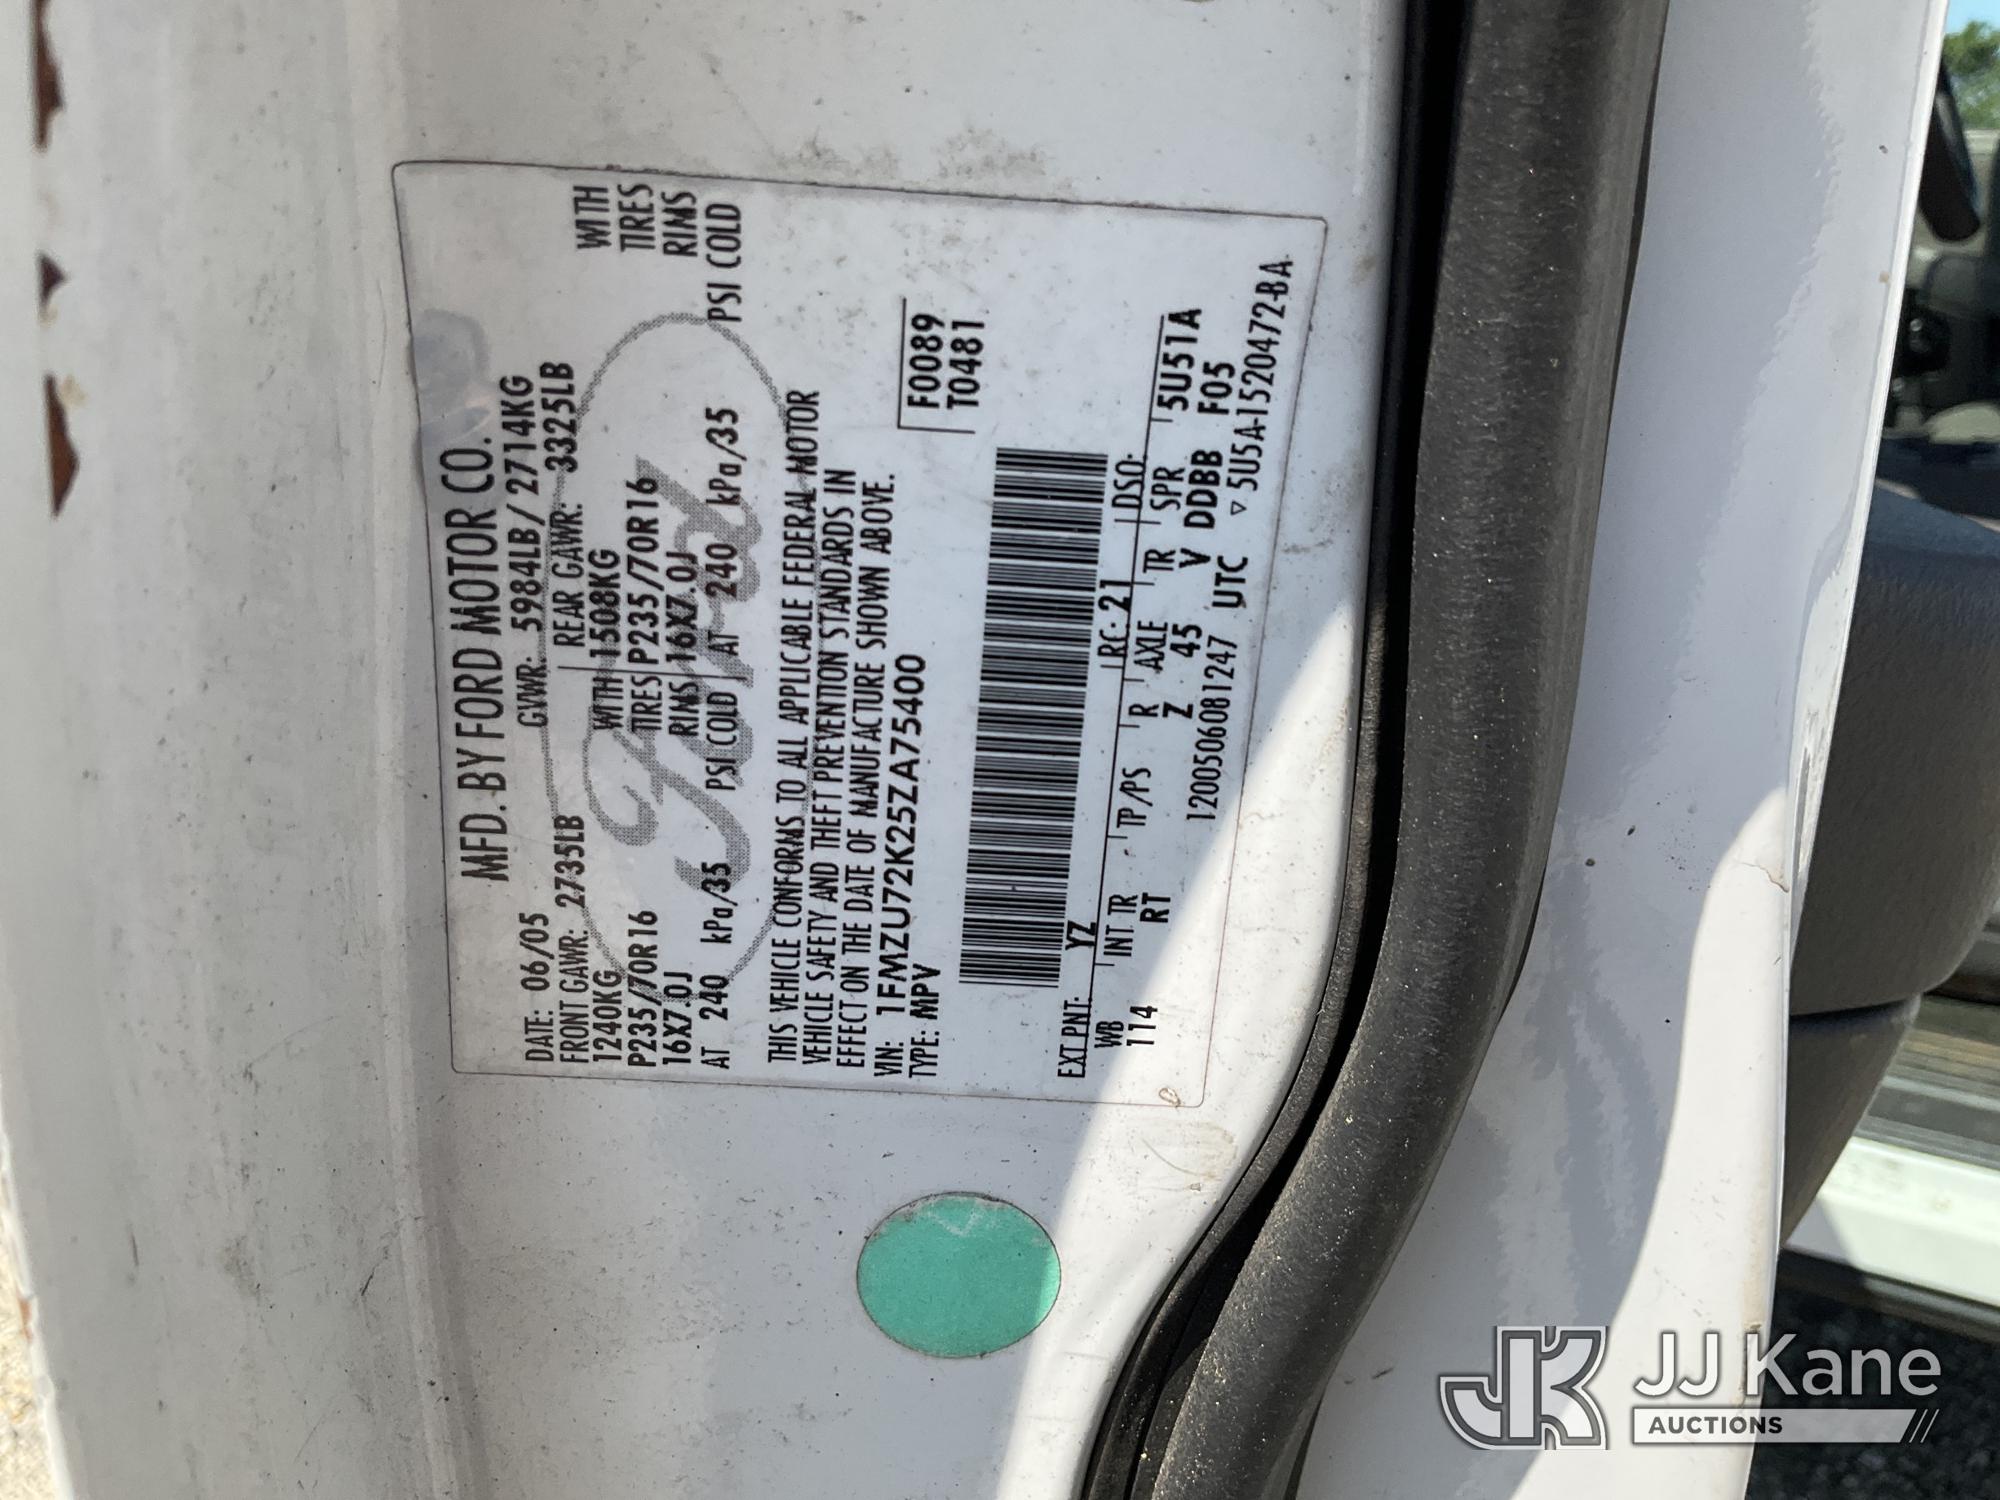 MFD. BY FORD MOTOR CO.
DATE: 06/05 GVWR: 5984LB/2714KG
FRONT GAWR: 2735LB REAR GAWR: 3325LB
1240KG WITH 1508KG WITH
P235/70R16 TIRES P235/70R16 TIRES
16X7.0J RIMS 16X7.0J RIMS
AT 240 kPa/35 PSI COLD AT 240 kPa/35 PSI COLD
Ford
THIS VEHICLE CONFORMS TO ALL APPLICABLE FEDERAL MOTOR
VEHICLE SAFETY AND THEFT PREVENTION STANDARDS IN
EFFECT ON THE DATE OF MANUFACTURE SHOWN ABOVE.
VIN: 1FMZU72K25ZA75400 F0089
TYPE: MPV T0481
EXT PNT: YZ RC: 21 DSO:
WB INT TR TP/PS R AXLE TR SPR 5U51A
114 RT Z 45 V DDBB F05
120050608 1247 UTC ▽ 5U5A-1520472-BA
JK JJ Kane
AUCTIONS